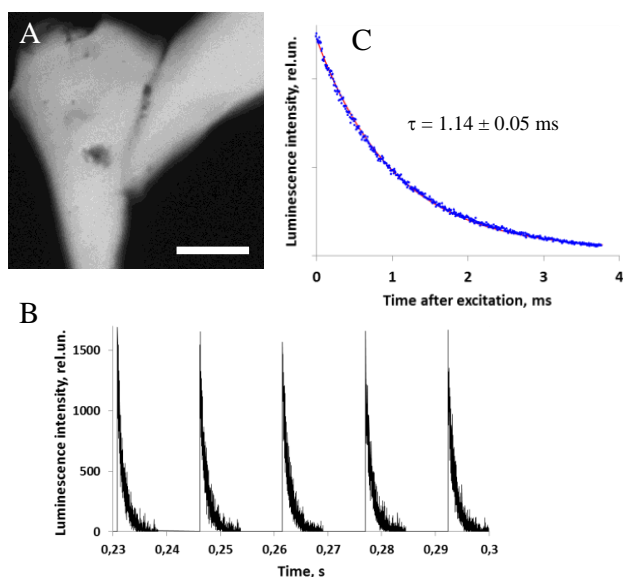 A
C
Luminescence intensity, rel.un.
τ = 1.14 ± 0.05 ms
0 1 2 3 4
Time after excitation, ms
B
Luminescence intensity, rel.un.
1500
1000
500
0
0,23 0,24 0,25 0,26 0,27 0,28 0,29 0,3
Time, s